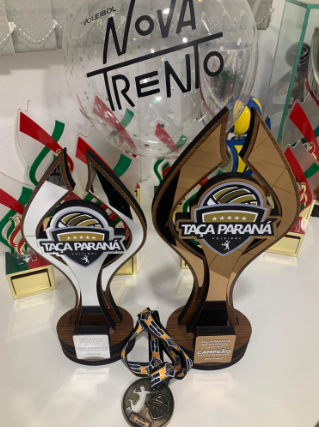 VOLEIBOL
NOVA
TRENTO
TAÇA PARANÁ
VOLEIBOL
TAÇA PARANÁ
VOLEIBOL
CAMPEÃO